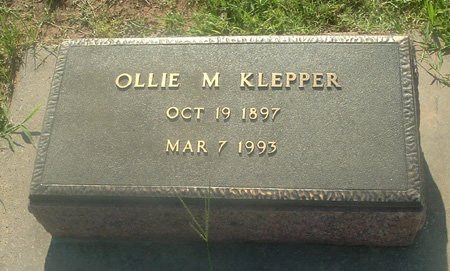 OLLIE M KLEPPER
OCT 19 1897
MAR 7 1993